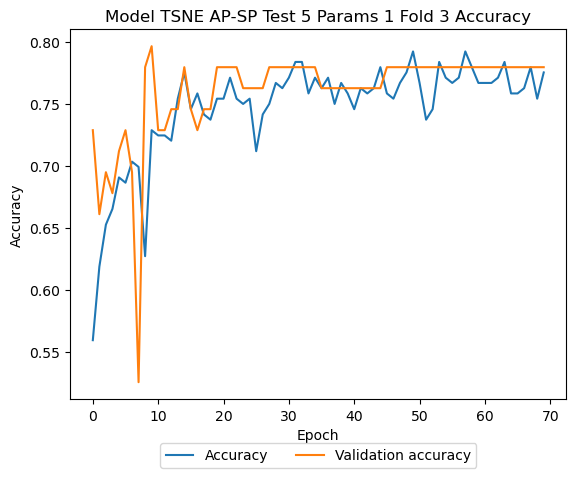 Model TSNE AP-SP Test 5 Params 1 Fold 3 Accuracy
0.80
0.75
0.70
0.65
0.60
0.55
Accuracy
0 10 20 30 40 50 60 70
Epoch
Accuracy Validation accuracy